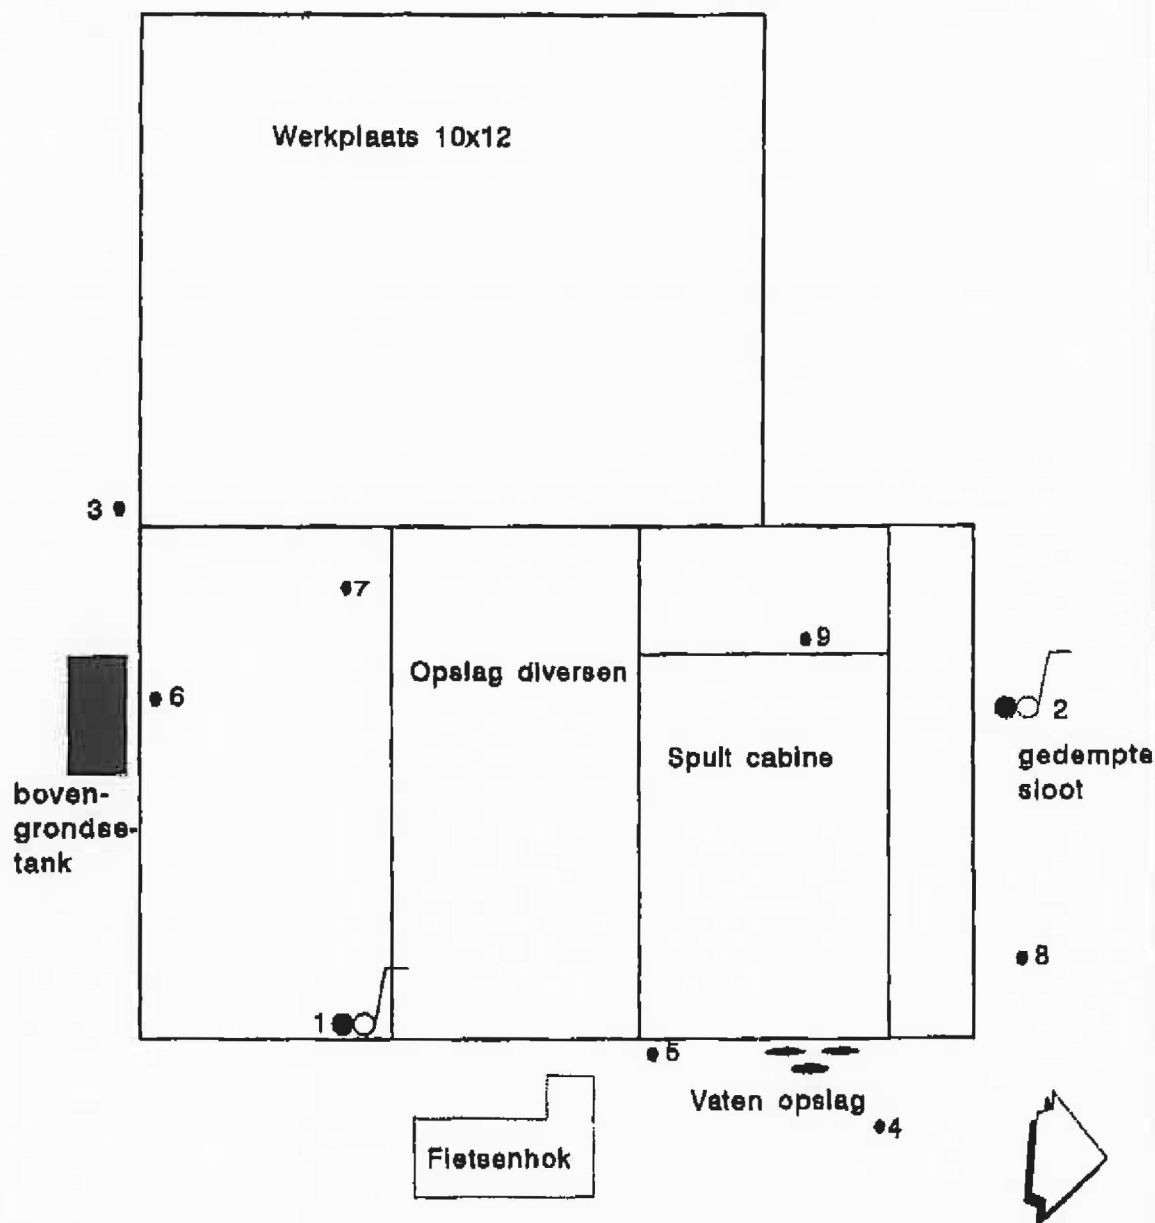 Werkplaats 10x12
3
7
9
Opslag diversen
6
2
Spuit cabine
gedempte
sloot
boven-
grondse-
tank
8
1
5
Vaten opslag
4
Fietsenhok